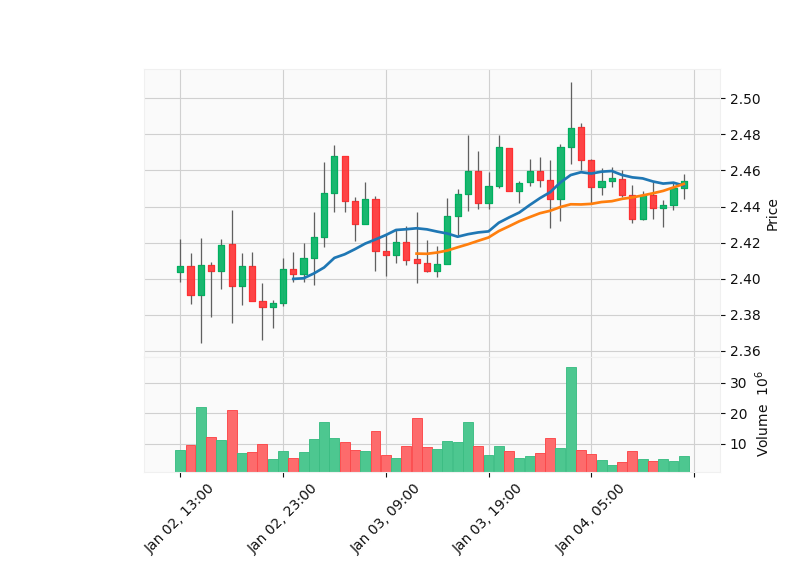 2.50
2.48
2.46
2.44
2.42
2.40
2.38
2.36
Price
30
20
10
Volume 10^6
Jan 02, 13:00
Jan 02, 23:00
Jan 03, 09:00
Jan 03, 19:00
Jan 04, 05:00